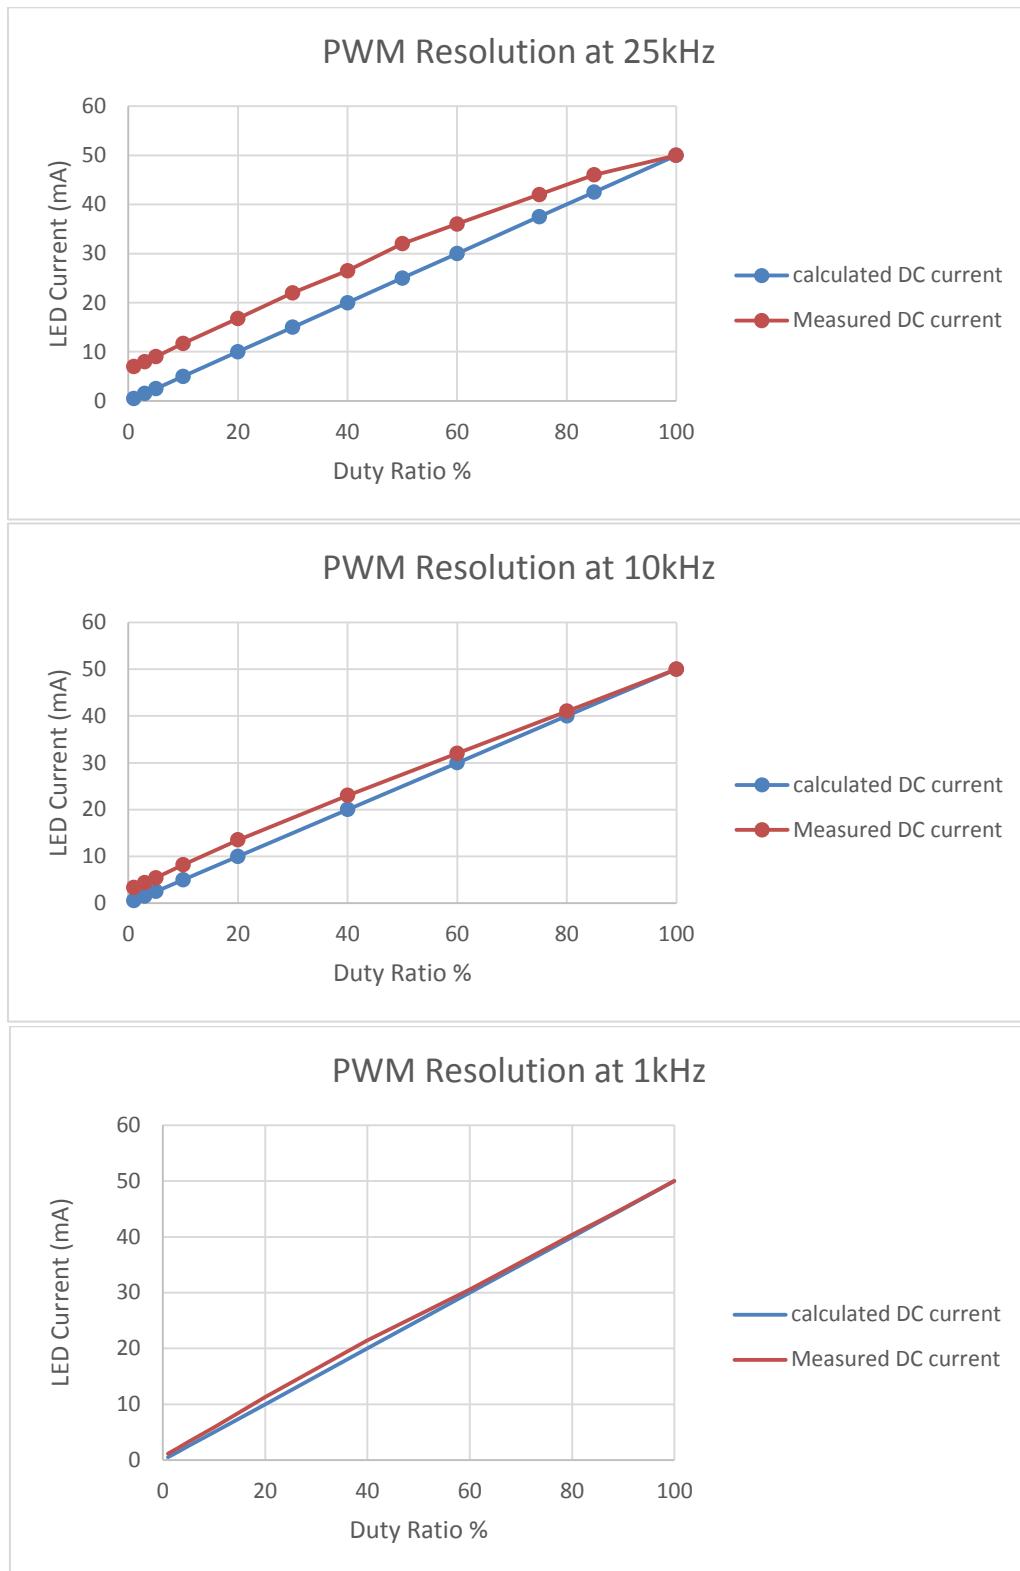 PWM Resolution at 25kHz
60
50
40
30
20
10
0
0 20 40 60 80 100
LED Current (mA)
Duty Ratio %
calculated DC current
Measured DC current
PWM Resolution at 10kHz
60
50
40
30
20
10
0
0 20 40 60 80 100
LED Current (mA)
Duty Ratio %
calculated DC current
Measured DC current
PWM Resolution at 1kHz
60
50
40
30
20
10
0
0 20 40 60 80 100
LED Current (mA)
Duty Ratio %
calculated DC current
Measured DC current